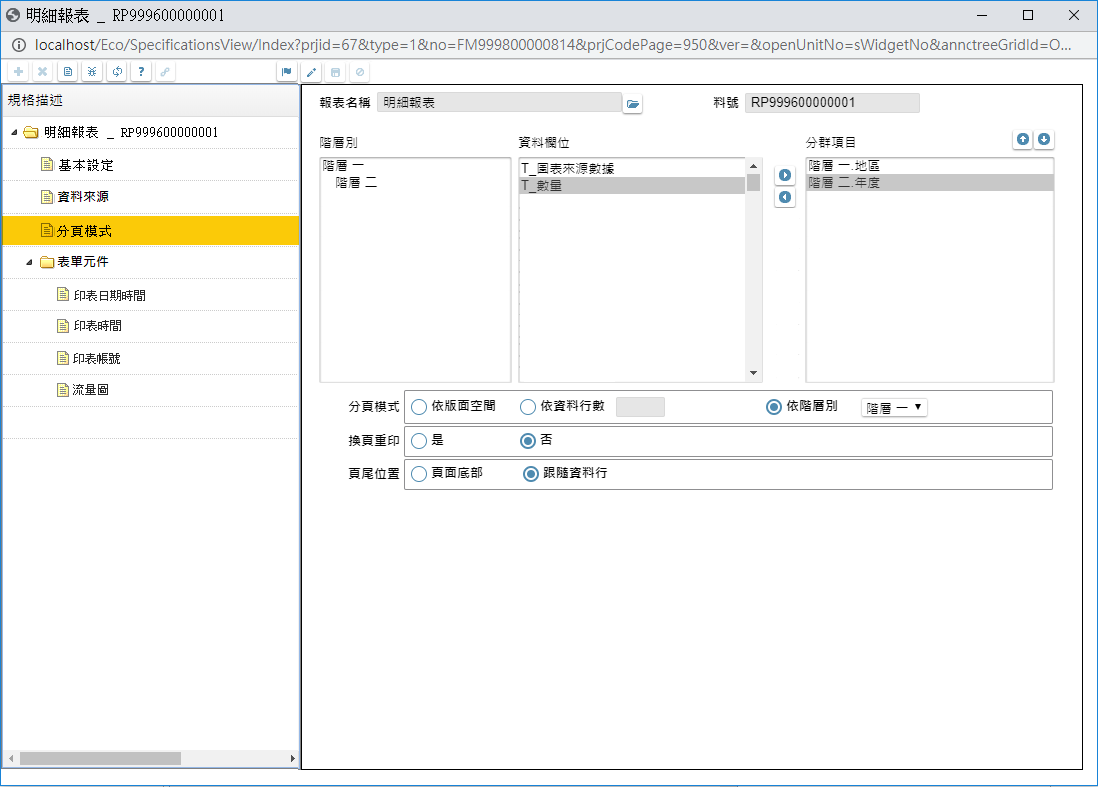 明細報表 _ RP999600000001
localhost/Eco/SpecificationsView/Index?prjid=67&type=1&no=FM999800000814&prjCodePage=950&ver=&openUnitNo=sWidgetNo&annctreeGridId=O...
規格描述
明細報表 _ RP999600000001
基本設定
資料來源
分頁模式
表單元件
印表日期時間
印表時間
印表帳號
流量圖
報表名稱 明細報表 料號 RP999600000001
階層別 資料欄位 分群項目
階層 一 T_圖表來源數據 階層 一.地區
階層 二 T_數量 階層 二.年度
分頁模式 依版面空間 依資料行數 依階層別 階層 一
換頁重印 是 否
頁尾位置 頁面底部 跟隨資料行